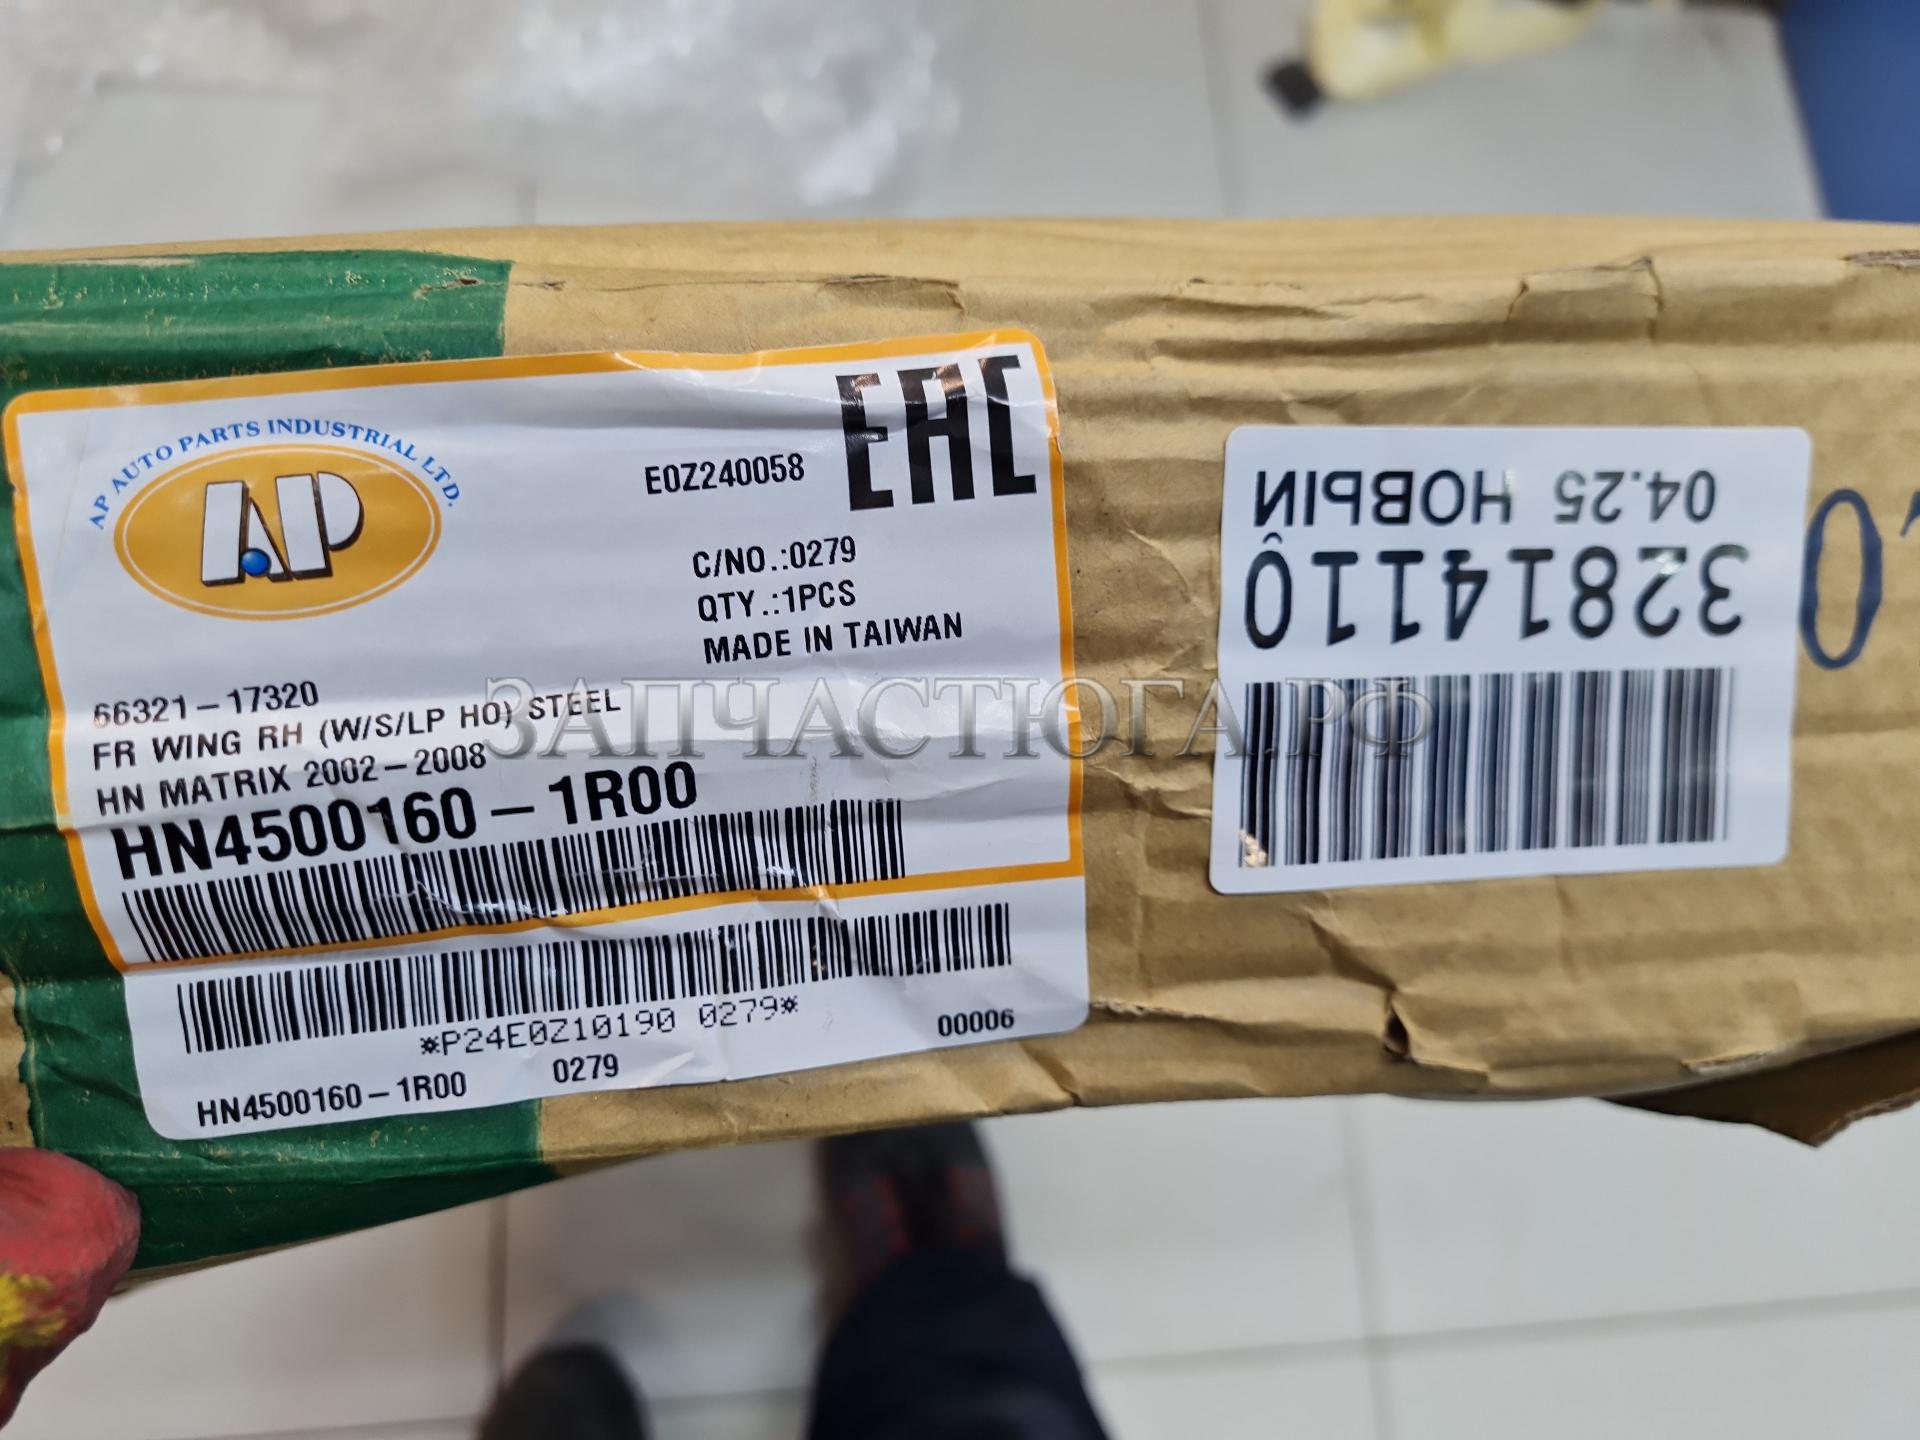 AP AUTO PARTS INDUSTRIAL LTD.
AP
EAC
E0Z240058
C/NO.:0279
QTY.:1PCS
MADE IN TAIWAN
66321-17320
FR WING RH (W/S/LP HO) STEEL
HN MATRIX 2002-2008
HN4500160-1R00
*P24E0Z10190 0279*
HN4500160-1R00 0279 00006
32814110
04.25 НОВЫЙ
0
ЗАПЧАСТЮГА.РФ